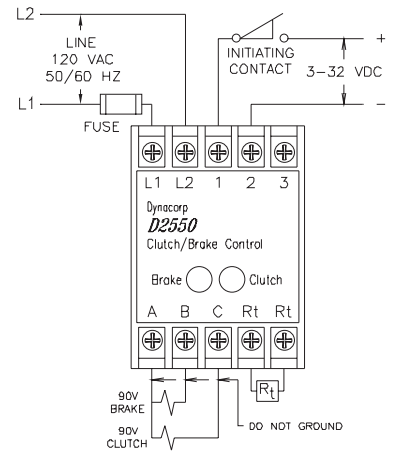 L2
LINE
120 VAC
50/60 HZ
L1
FUSE
INITIATING
CONTACT
+
3-32 VDC
-
L1 L2 1 2 3
Dynacorp
D2550
Clutch/Brake Control
Brake Clutch
A B C Rt Rt
90V
BRAKE
90V
CLUTCH
Rt
DO NOT GROUND